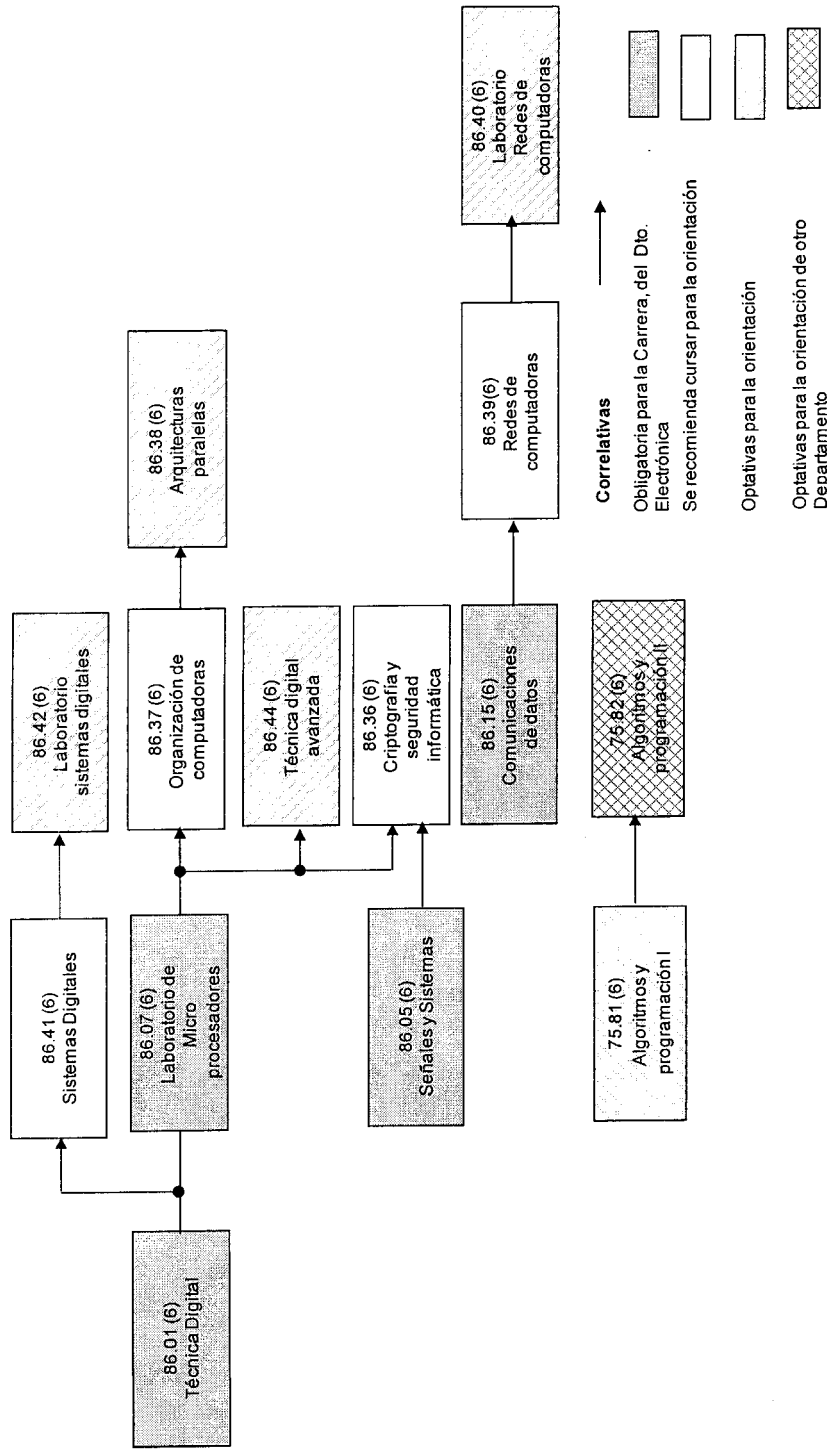 86.42 (6)
Laboratorio
sistemas digitales
86.41 (6)
Sistemas Digitales
86.38 (6)
Arquitecturas
paralelas
86.37 (6)
Organización de
computadoras
86.07 (6)
Laboratorio de
Micro
procesadores
86.01 (6)
Técnica Digital
86.44 (6)
Técnica digital
avanzada
86.36 (6)
Criptografía y
seguridad
informática
86.05 (6)
Señales y Sistemas
86.15 (6)
Comunicaciones
de datos
86.39(6)
Redes de
computadoras
86.40 (6)
Laboratorio
Redes de
computadoras
75.81 (6)
Algoritmos y
programación I
75.82 (6)
Algoritmos y
programación II
Correlativas
Obligatoria para la Carrera, del Dto.
Electrónica
Se recomienda cursar para la orientación
Optativas para la orientación
Optativas para la orientación de otro
Departamento